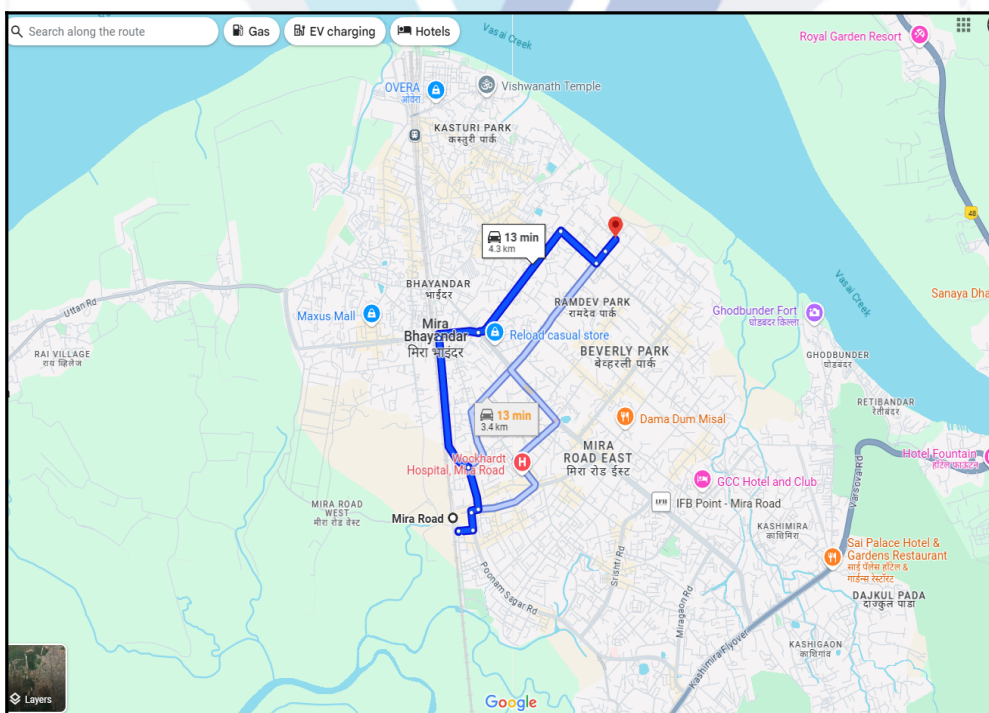 Search along the route
Gas
EV charging
Hotels
Vasai Creek
Royal Garden Resort
OVERA
ओवेरा
Vishwanath Temple
KASTURI PARK
कस्तुरी पार्क
48
13 min
4.3 km
BHAYANDAR
भाईंदर
RAMDEV PARK
रामदेव पार्क
Uttan Rd
Maxus Mall
Mira
Bhayandar
मिरा भाईंदर
Reload casual store
Ghodbunder Fort
घोडबंदर किल्ला
Vasai Creek
Sanaya Dha
RAI VILLAGE
राय व्हिलेज
BEVERLY PARK
बेव्हरली पार्क
GHODBUNDER
घोडबंदर
13 min
3.4 km
Dama Dum Misal
RETIBANDAR
रेतीबंदर
MIRA
ROAD EAST
मिरा रोड ईस्ट
Wockhardt
Hospital, Mira Road
H
Hotel Fountain
हॉटेल फाऊंटन
GCC Hotel and Club
Varsova Rd
MIRA ROAD
WEST
मीरा रोड वेस्ट
Mira Road
IFB
IFB Point - Mira Road
KASHIMIRA
काशिमिरा
Sai Palace Hotel &
Gardens Restaurant
साई पॅलेस हॉटेल &
गार्डन्स रेस्टॉरंट
Poonam Sagar Rd
Srishti Rd
Miragaon Rd
DAJKUL PADA
दाज्कुल पाडा
Kashimira Flyover
KASHIGAON
काशिगांव
Layers
Google